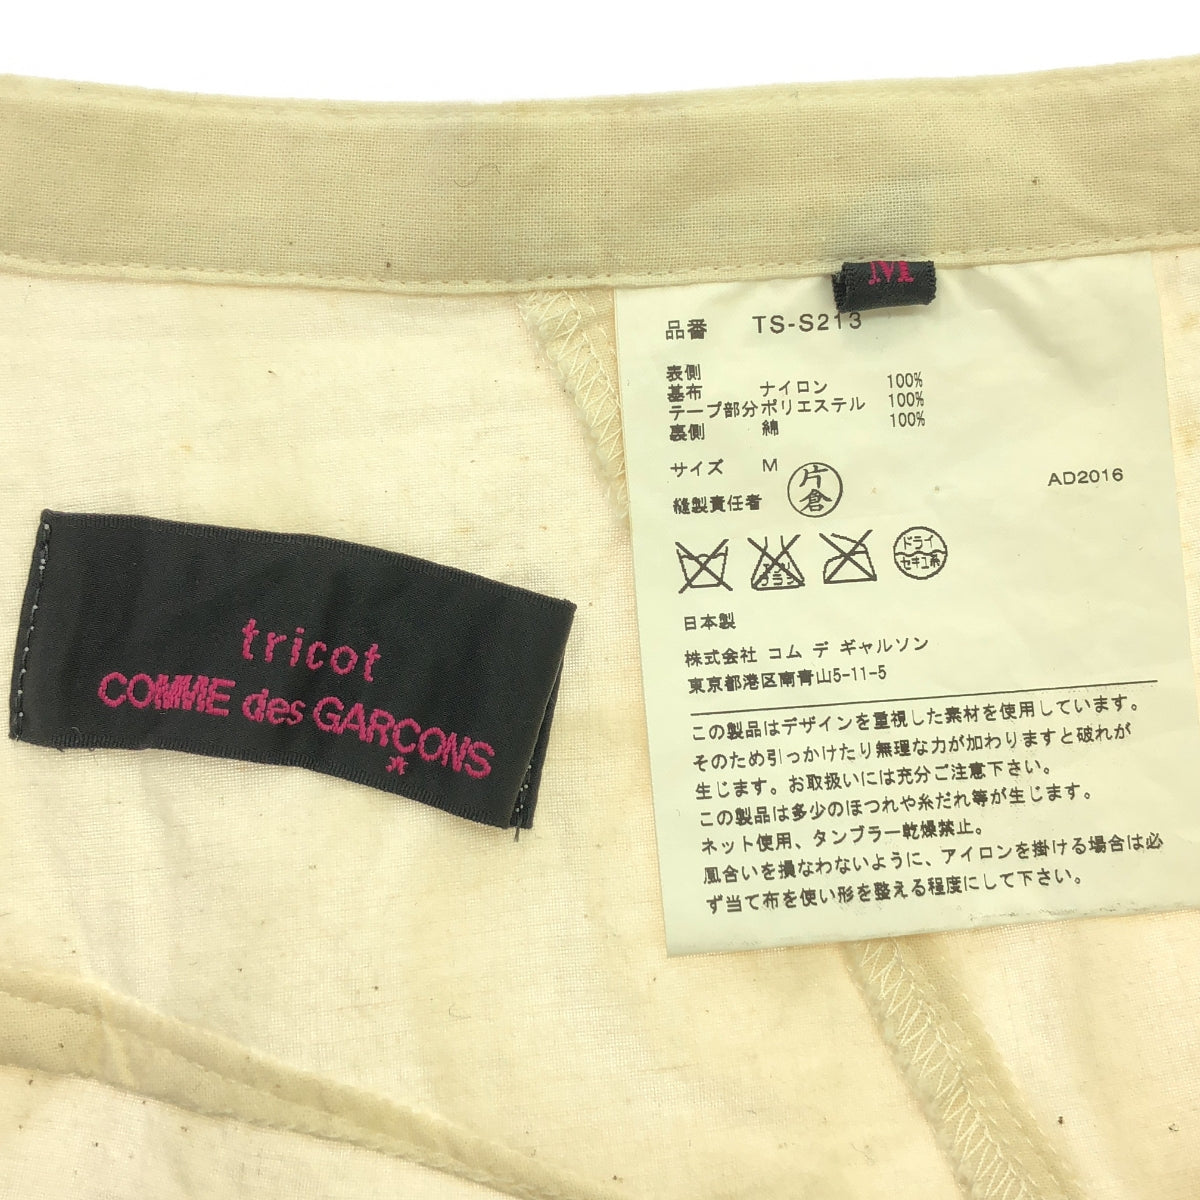 M
品番 TS-S213
表側
基布 ナイロン 100%
テープ部分 ポリエステル 100%
裏側 綿 100%
サイズ M
縫製責任者 片倉
AD2016
ドライ
セキユ系
日本製
株式会社 コム デ ギャルソン
東京都港区南青山5-11-5
この製品はデザインを重視した素材を使用しています。
そのため引っかけたり無理な力が加わりますと破れが
生じます。お取扱いには充分ご注意下さい。
この製品は多少のほつれや糸だれ等が生じます。
ネット使用、タンブラー乾燥禁止。
風合いを損なわないように、アイロンを掛ける場合は必
ず当て布を使い形を整える程度にして下さい。
tricot
COMME des GARÇONS